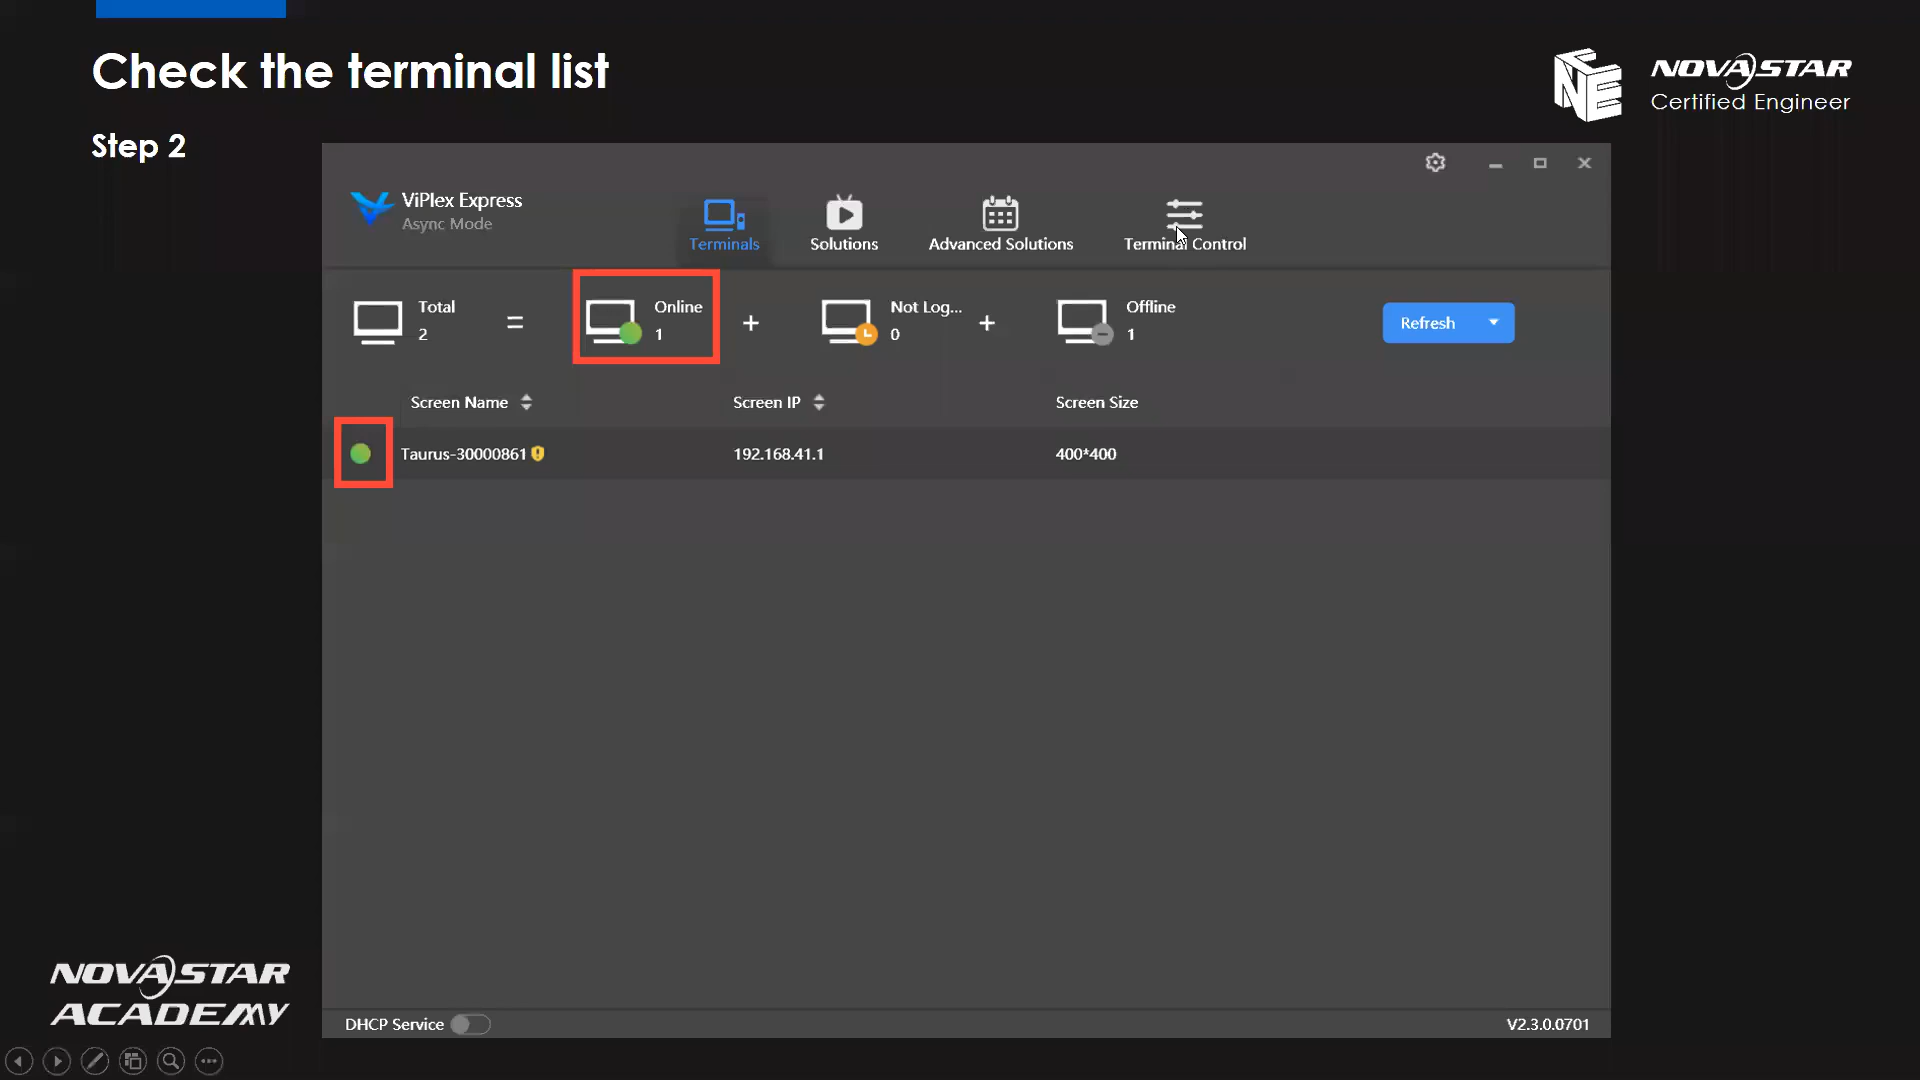 Check the terminal list
NOVASTAR
Certified Engineer
Step 2
ViPlex Express
Async Mode
Terminals
Solutions
Advanced Solutions
Terminal Control
Total
2
=
Online
1
+
Not Log...
0
+
Offline
1
Refresh
Screen Name
Screen IP
Screen Size
Taurus-30000861
192.168.41.1
400*400
NOVASTAR
ACADEMY
DHCP Service
V2.3.0.0701